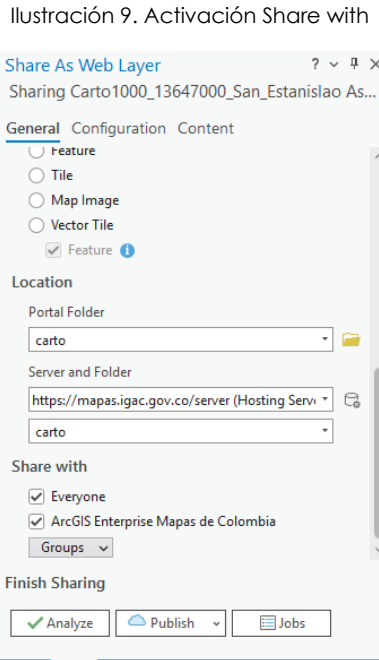 Ilustración 9. Activación Share with
Share As Web Layer
Sharing Carto1000_13647000_San_Estanislao As...
General Configuration Content
Feature
Tile
Map Image
Vector Tile
Feature
Location
Portal Folder
carto
Server and Folder
https://mapas.igac.gov.co/server (Hosting Serv
carto
Share with
Everyone
ArcGIS Enterprise Mapas de Colombia
Groups
Finish Sharing
Analyze Publish Jobs